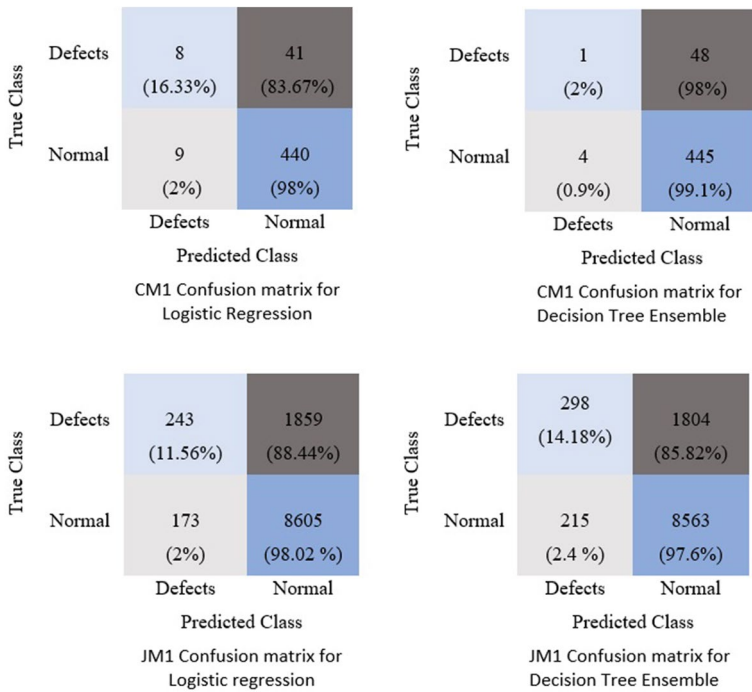 True Class
Defects
8
(16.33%)
41
(83.67%)
Normal
9
(2%)
440
(98%)
Defects
Normal
Predicted Class
CM1 Confusion matrix for
Logistic Regression
True Class
Defects
1
(2%)
48
(98%)
Normal
4
(0.9%)
445
(99.1%)
Defects
Normal
Predicted Class
CM1 Confusion matrix for
Decision Tree Ensemble
True Class
Defects
243
(11.56%)
1859
(88.44%)
Normal
173
(2%)
8605
(98.02 %)
Defects
Normal
Predicted Class
JM1 Confusion matrix for
Logistic regression
True Class
Defects
298
(14.18%)
1804
(85.82%)
Normal
215
(2.4 %)
8563
(97.6%)
Defects
Normal
Predicted Class
JM1 Confusion matrix for
Decision Tree Ensemble